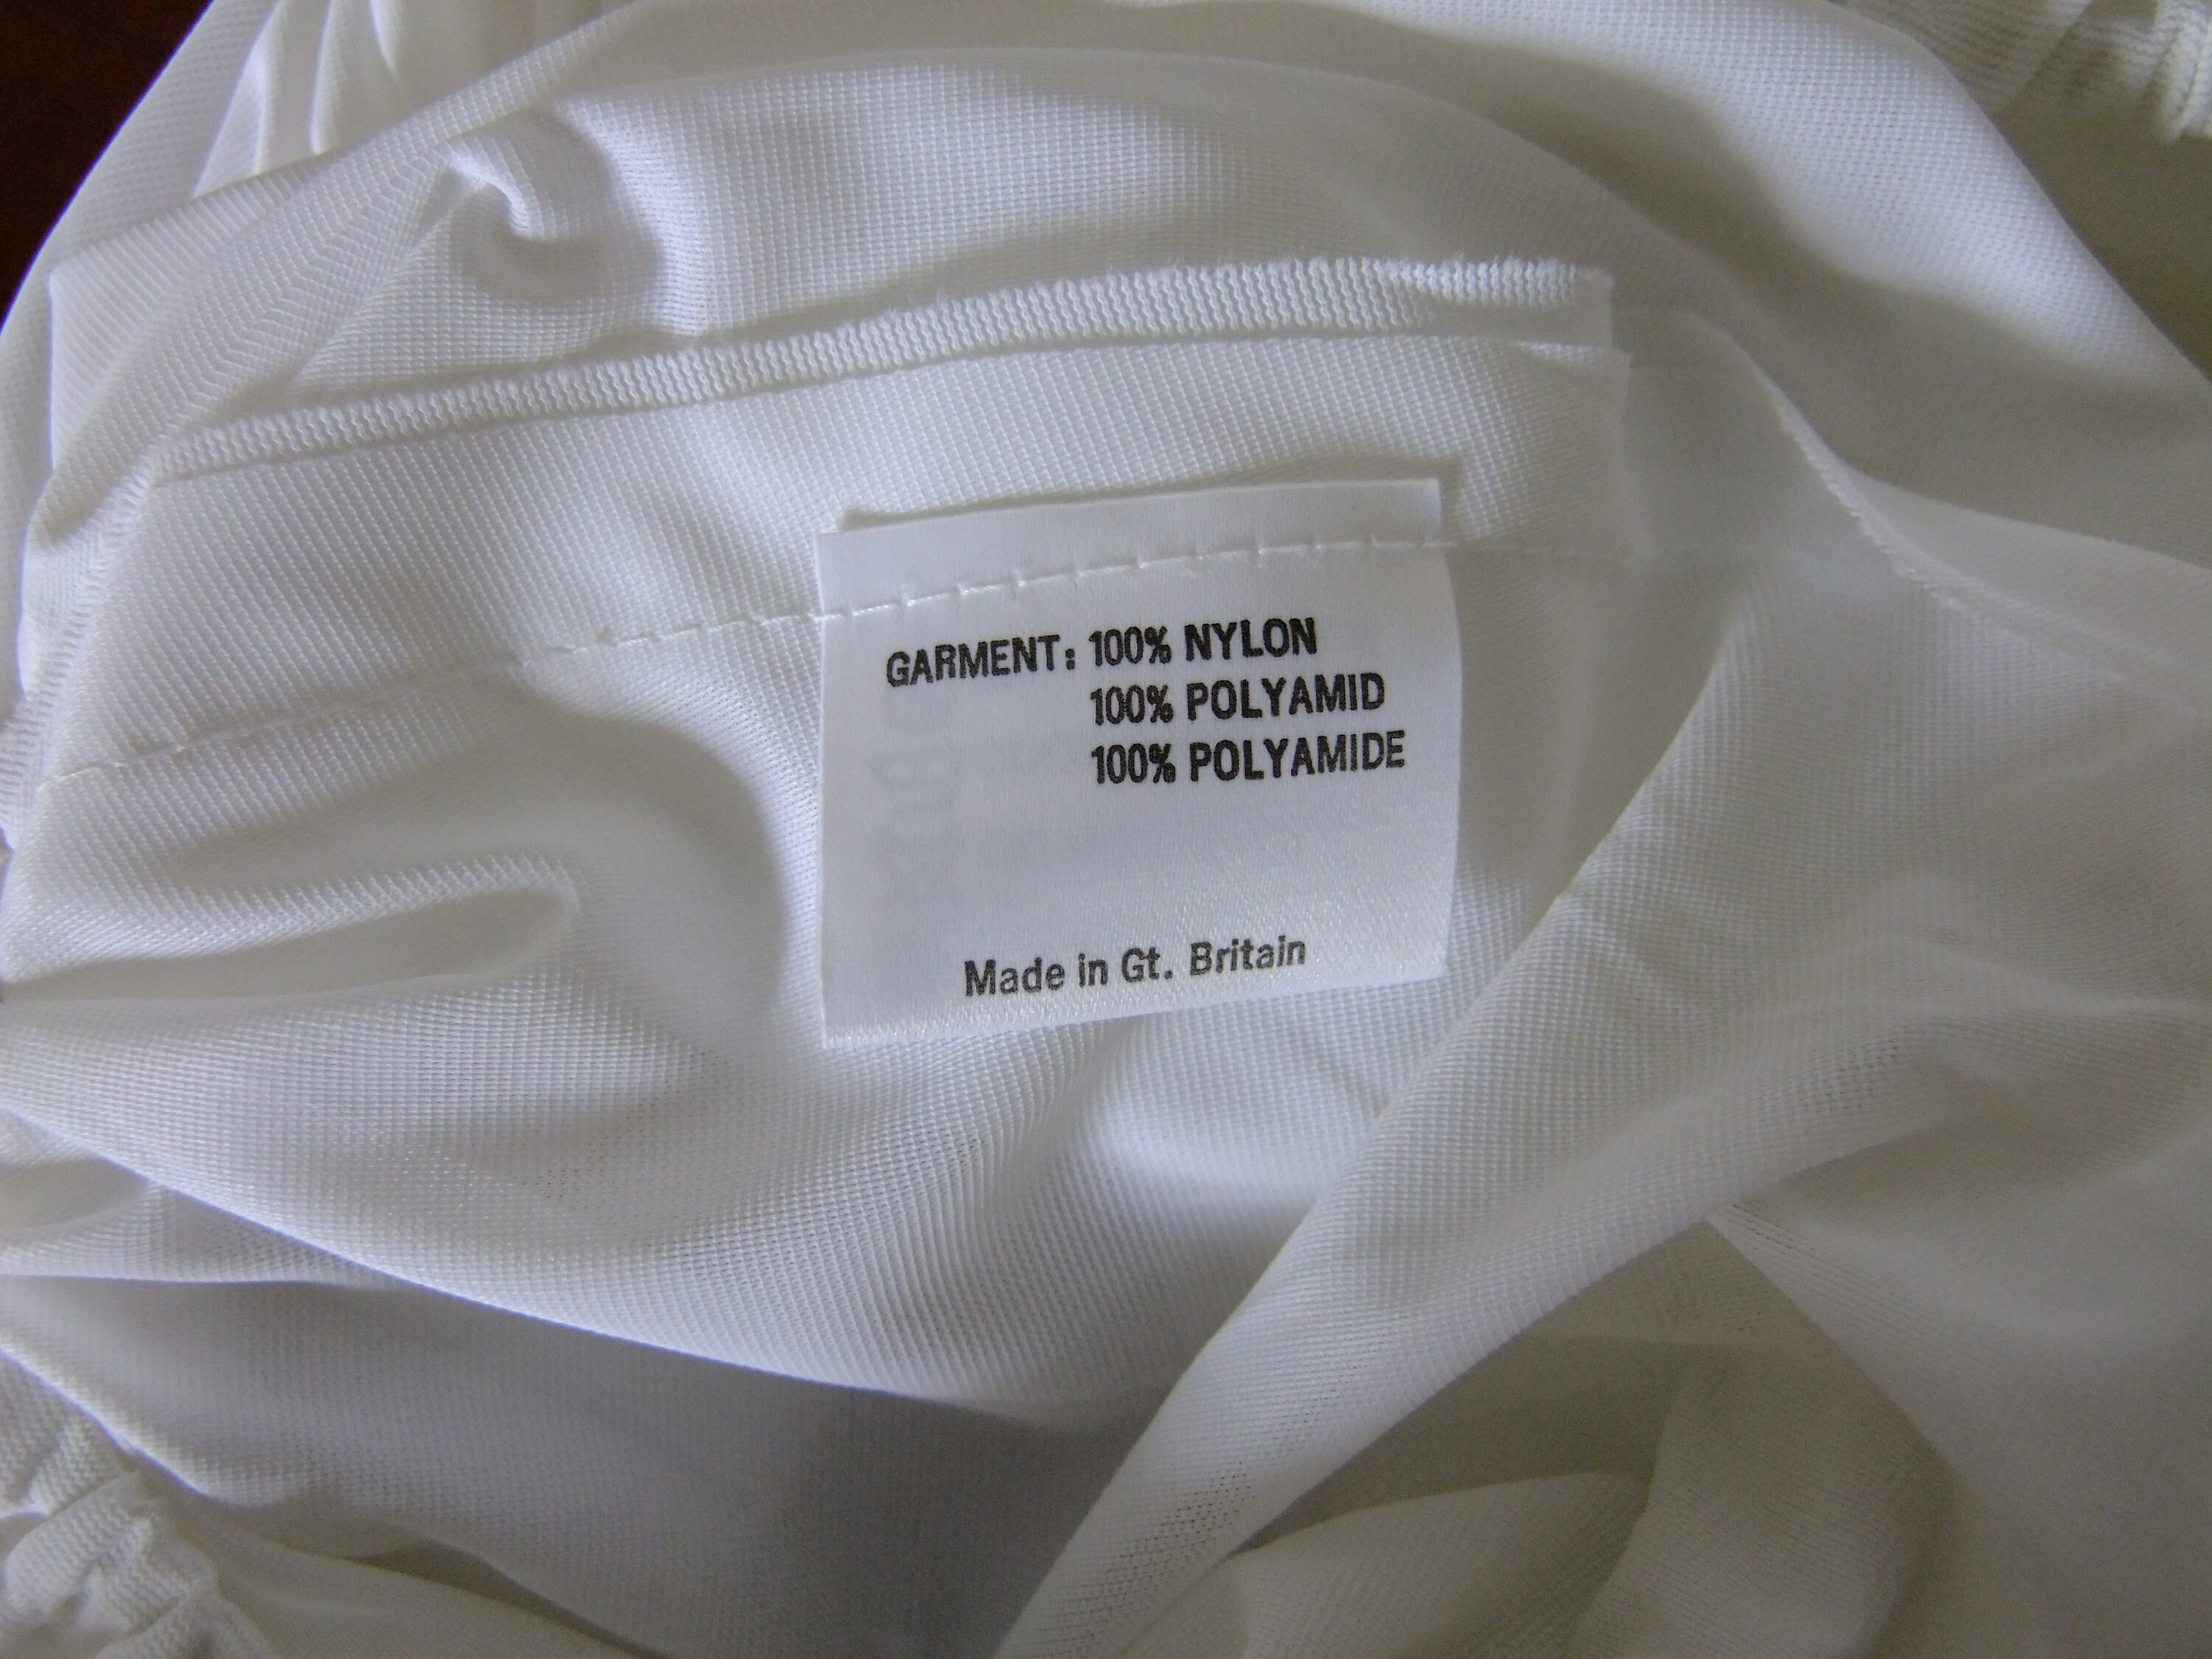 GARMENT: 100% NYLON
100% POLYAMID
100% POLYAMIDE
Made in Gt. Britain